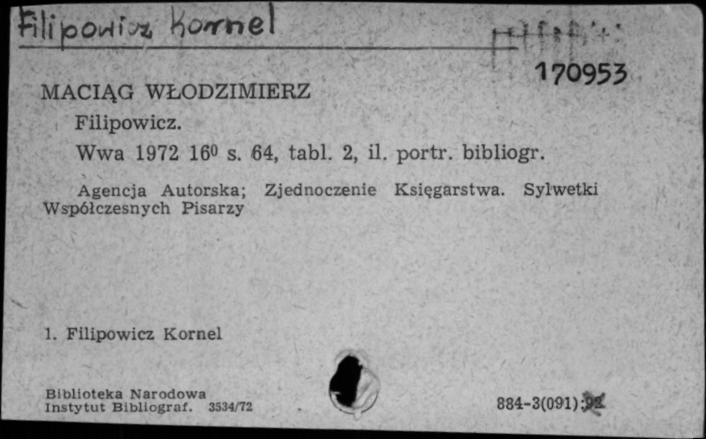 Filipowicz Kornel
170953
MACIĄG WŁODZIMIERZ
Filipowicz.
Wwa 1972 16⁰ s. 64, tabl. 2, il. portr. bibliogr.
Agencja Autorska; Zjednoczenie Księgarstwa. Sylwetki
Współczesnych Pisarzy
1. Filipowicz Kornel
Biblioteka Narodowa
Instytut Bibliograf. 3534/72
884-3(091):92